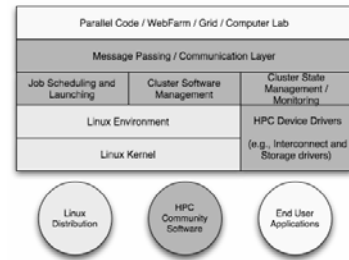 Parallel Code / WebFarm / Grid / Computer Lab
Message Passing / Communication Layer
Job Scheduling and
Launching
Cluster Software
Management
Cluster State
Management /
Monitoring
Linux Environment
Linux Kernel
HPC Device Drivers
(e.g., Interconnect and
Storage drivers)
Linux
Distribution
HPC
Community
Software
End User
Applications